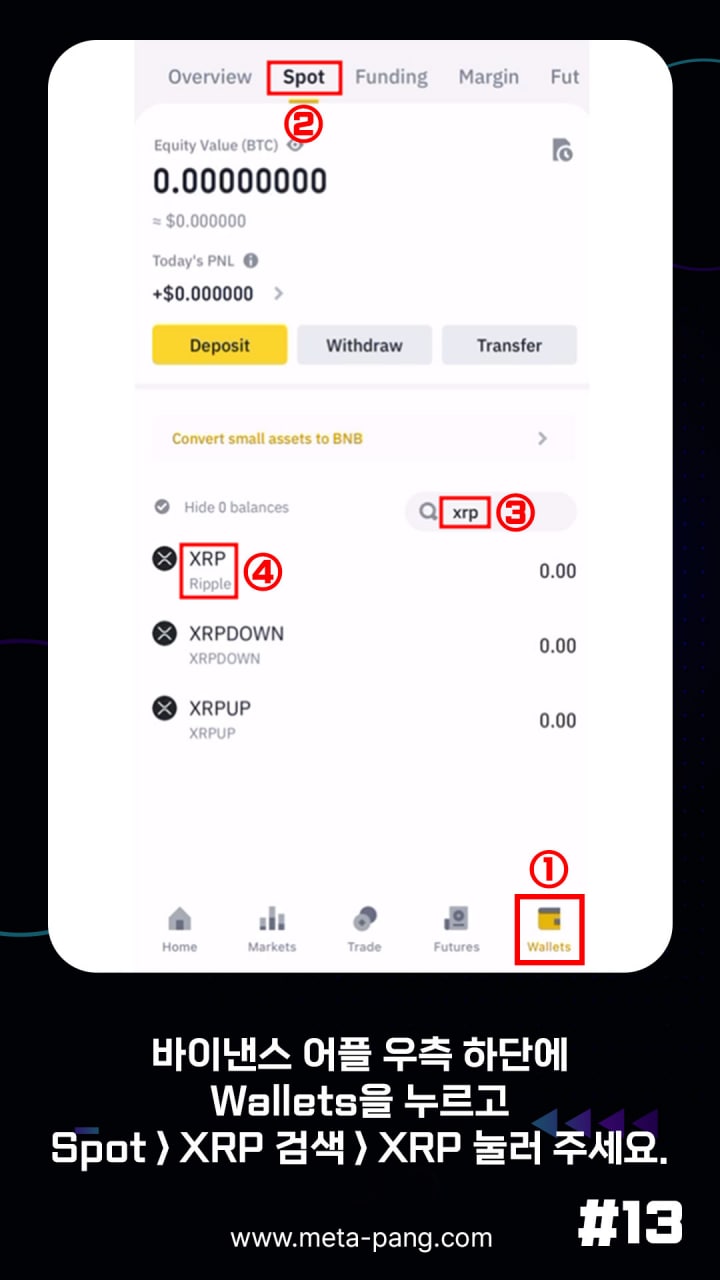 Overview Spot Funding Margin Fut
②
Equity Value (BTC)
0.00000000
≈ $0.000000
Today's PNL
+$0.000000 >
Deposit Withdraw Transfer
Convert small assets to BNB >
Hide 0 balances xrp ③
XRP
Ripple ④ 0.00
XRPDOWN
XRPDOWN 0.00
XRPUP
XRPUP 0.00
①
Home Markets Trade Futures Wallets
바이낸스 어플 우측 하단에
Wallets을 누르고
Spot > XRP 검색 > XRP 눌러 주세요.
#13
www.meta-pang.com